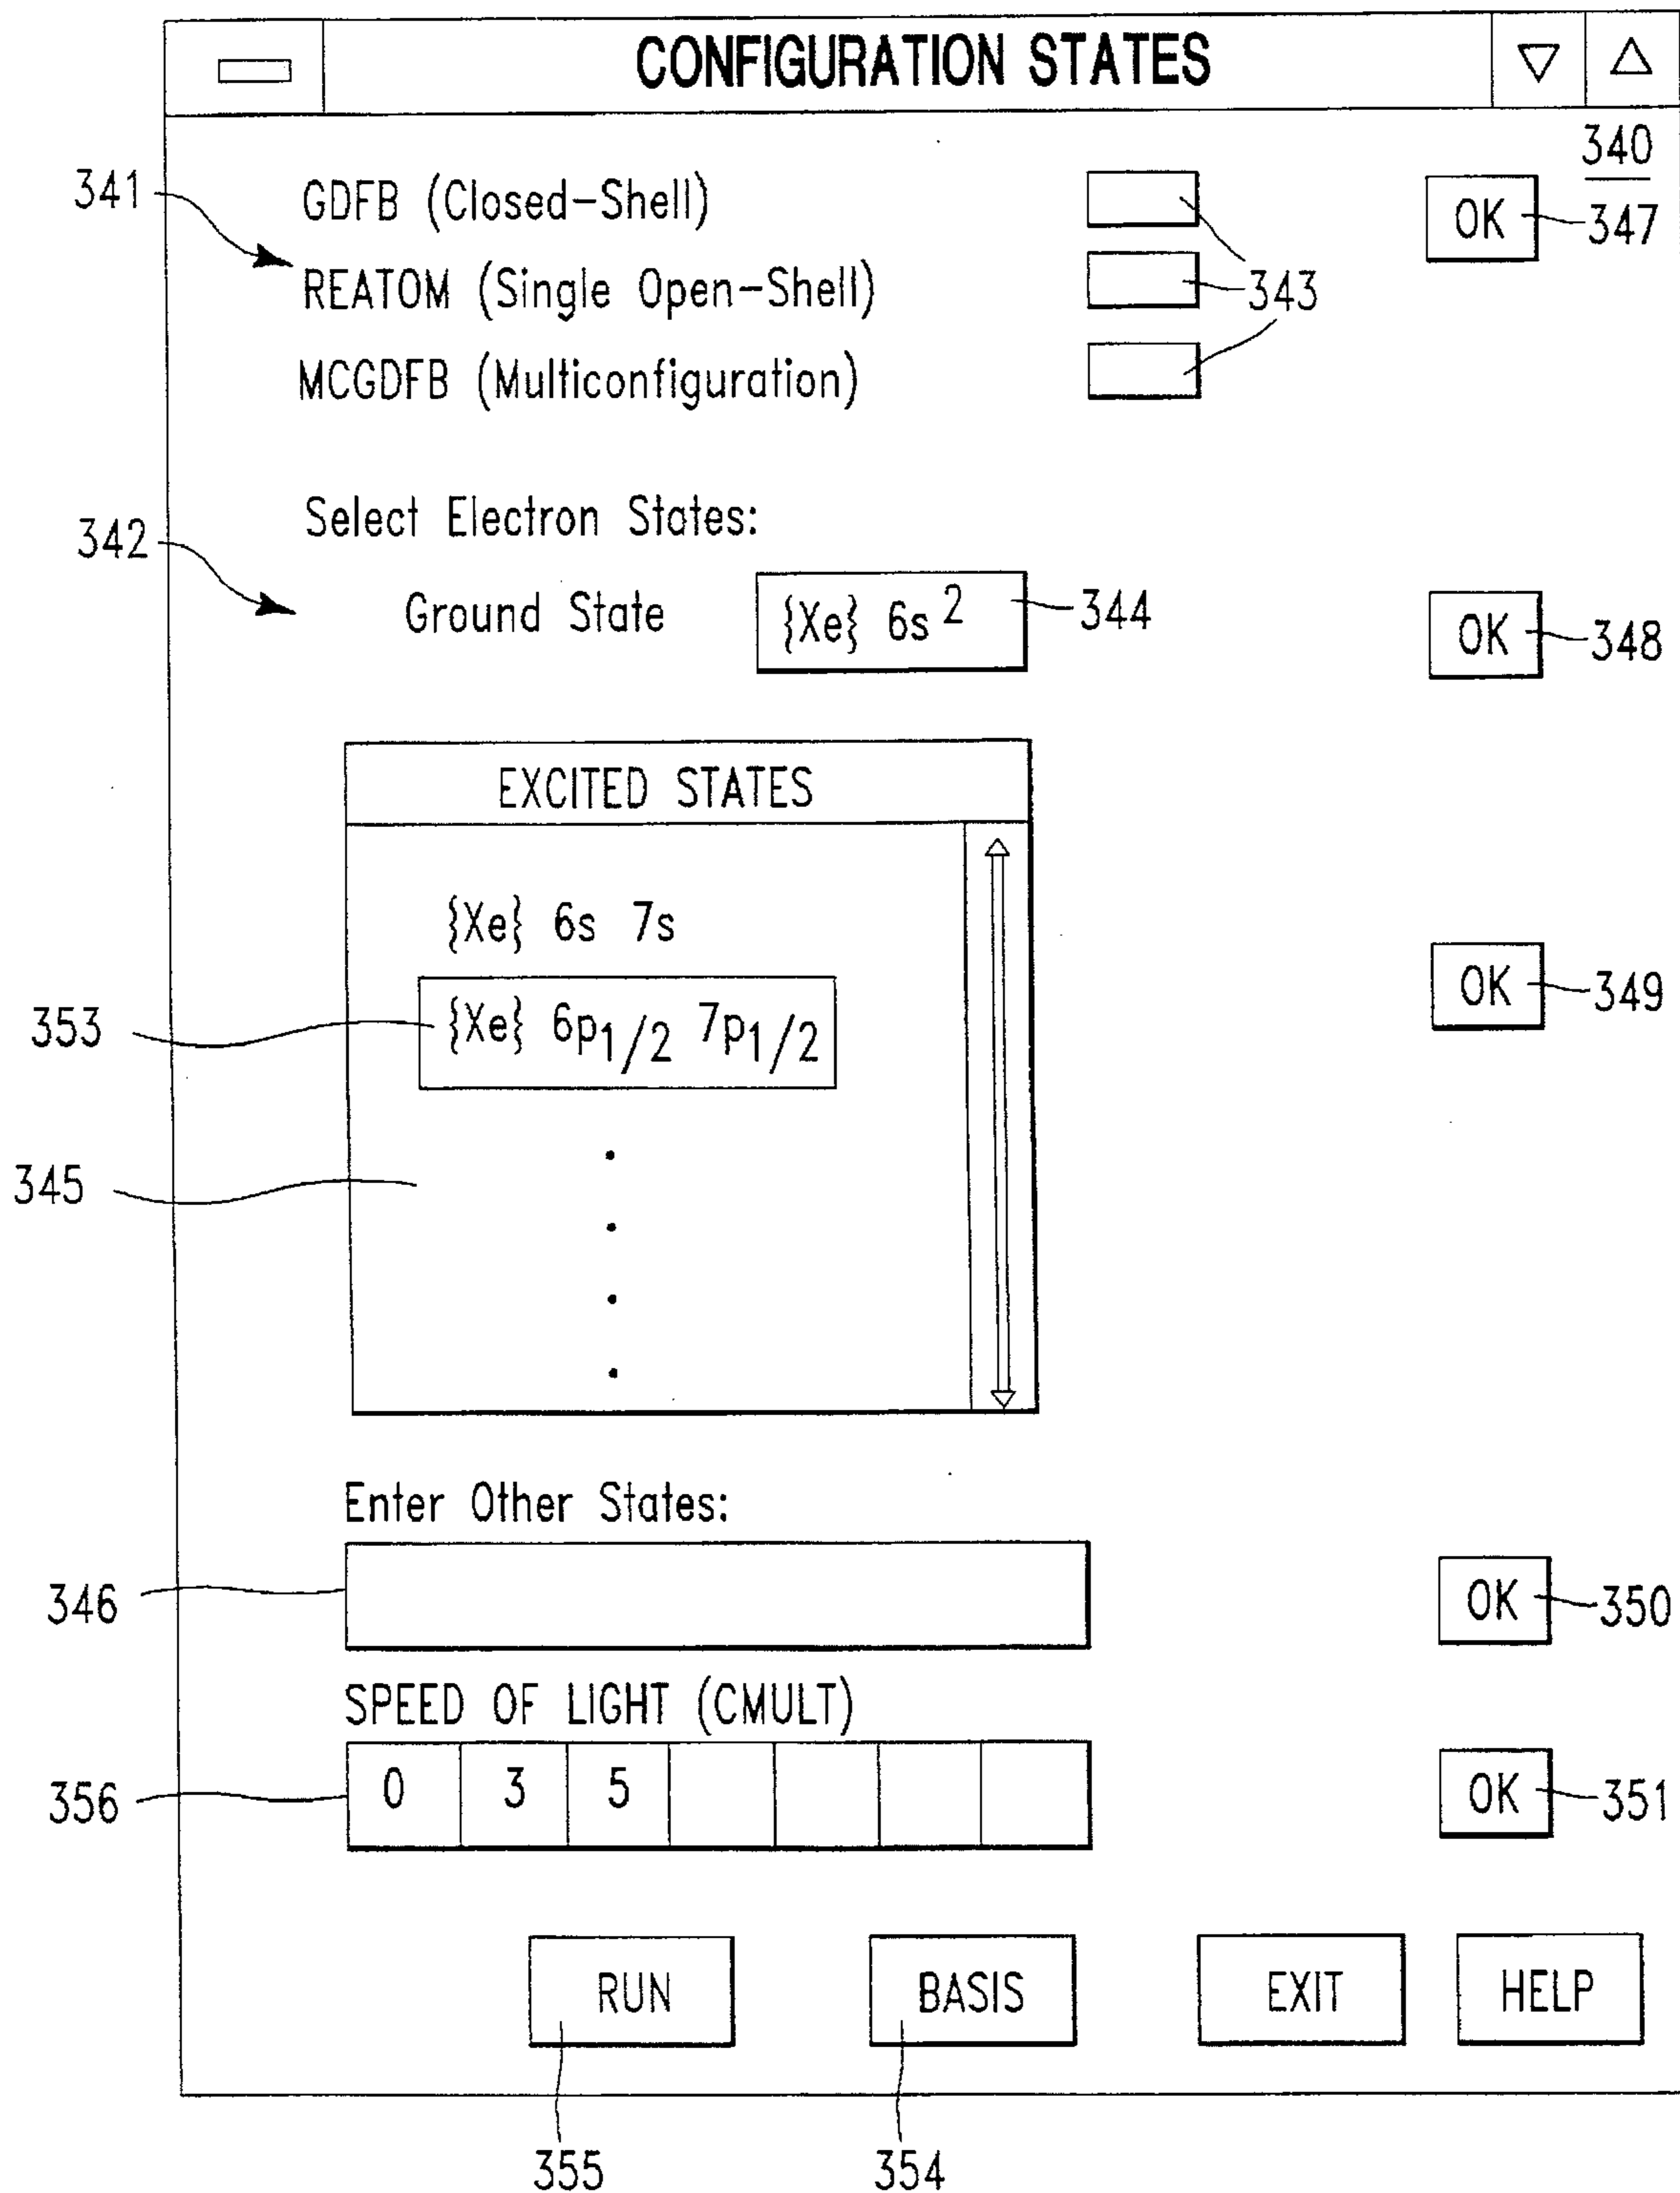 CONFIGURATION STATES
340
341
GDFB (Closed-Shell)
OK
347
REATOM (Single Open-Shell)
343
MCGDFB (Multiconfiguration)
Select Electron States:
342
Ground State
{Xe} 6s²
344
OK
348
EXCITED STATES
{Xe} 6s 7s
353
{Xe} 6p1/2 7p1/2
OK
349
345
Enter Other States:
346
OK
350
SPEED OF LIGHT (CMULT)
356
0 3 5
OK
351
RUN
BASIS
EXIT
HELP
355
354